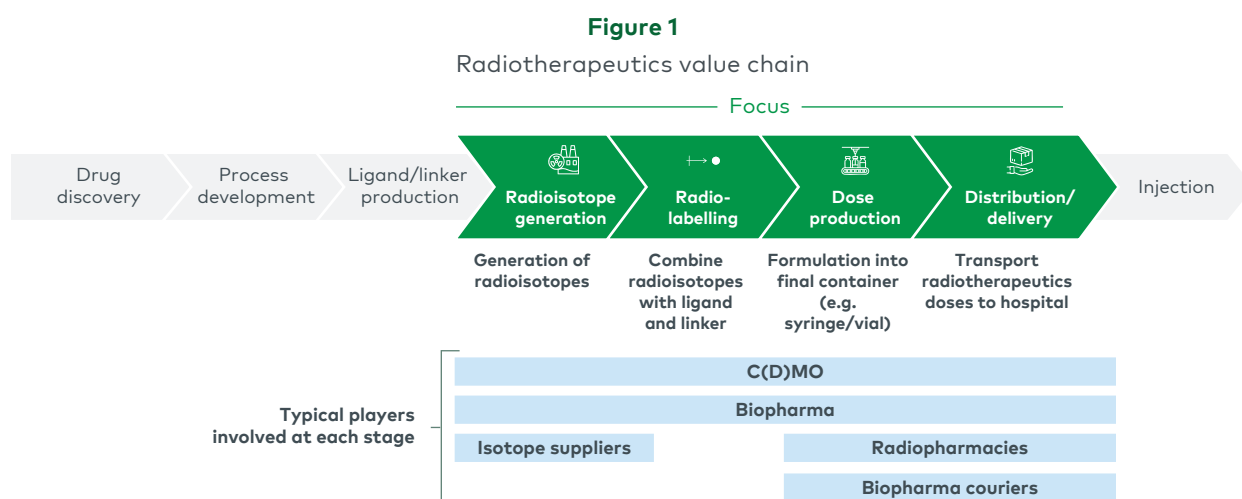 Figure 1
Radiotherapeutics value chain
Focus
Drug
discovery
Process
development
Ligand/linker
production
Radioisotope
generation
Radio-
labelling
Dose
production
Distribution/
delivery
Injection
Generation of
radioisotopes
Combine
radioisotopes
with ligand
and linker
Formulation into
final container
(e.g.
syringe/vial)
Transport
radiotherapeutics
doses to hospital
Typical players
involved at each stage
C(D)MO
Biopharma
Isotope suppliers
Radiopharmacies
Biopharma couriers